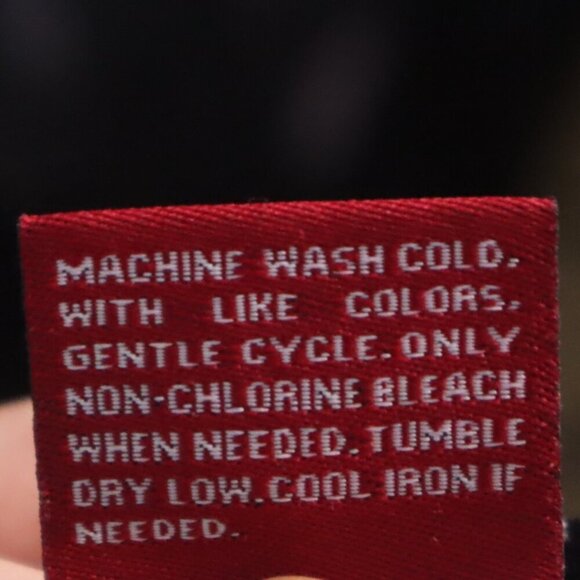 MACHINE WASH COLD.
WITH LIKE COLORS.
GENTLE CYCLE. ONLY
NON-CHLORINE BLEACH
WHEN NEEDED. TUMBLE
DRY LOW. COOL IRON IF
NEEDED.